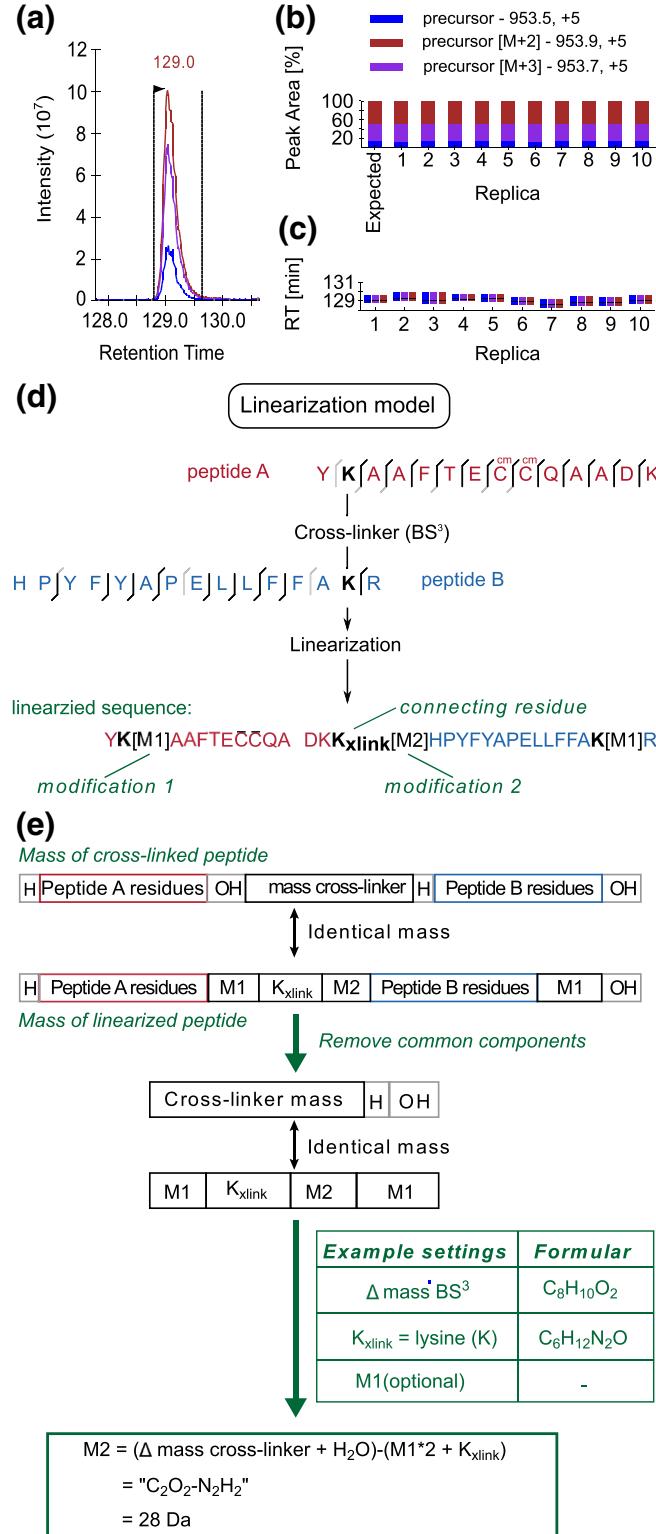 (a)
129.0
12
10
8
6
4
2
0
Intensity (10⁷)
128.0 129.0 130.0
Retention Time
(b)
precursor - 953.5, +5
precursor [M+2] - 953.9, +5
precursor [M+3] - 953.7, +5
Peak Area [%]
100
60
20
Expected 1 2 3 4 5 6 7 8 9 10
Replica
(c)
RT [min]
131
129
1 2 3 4 5 6 7 8 9 10
Replica
(d)
Linearization model
cm cm
peptide A Y K A A F T E C C Q A A D K
Cross-linker (BS³)
H P Y F Y A P E L L F F A K R peptide B
Linearization
linearzied sequence:
connecting residue
YK[M1]AAFTECCQA DKKxlink[M2]HPYFYAPELLFFAK[M1]R
modification 1
modification 2
(e)
Mass of cross-linked peptide
H Peptide A residues OH mass cross-linker H Peptide B residues OH
Identical mass
H Peptide A residues M1 Kxlink M2 Peptide B residues M1 OH
Mass of linearized peptide
Remove common components
Cross-linker mass H OH
Identical mass
M1 Kxlink M2 M1
Example settings Formular
Δ mass BS³ C₈H₁₀O₂
Kxlink = lysine (K) C₆H₁₂N₂O
M1(optional) -
M2 = (Δ mass cross-linker + H₂O)-(M1*2 + Kxlink)
= "C₂O₂-N₂H₂"
= 28 Da